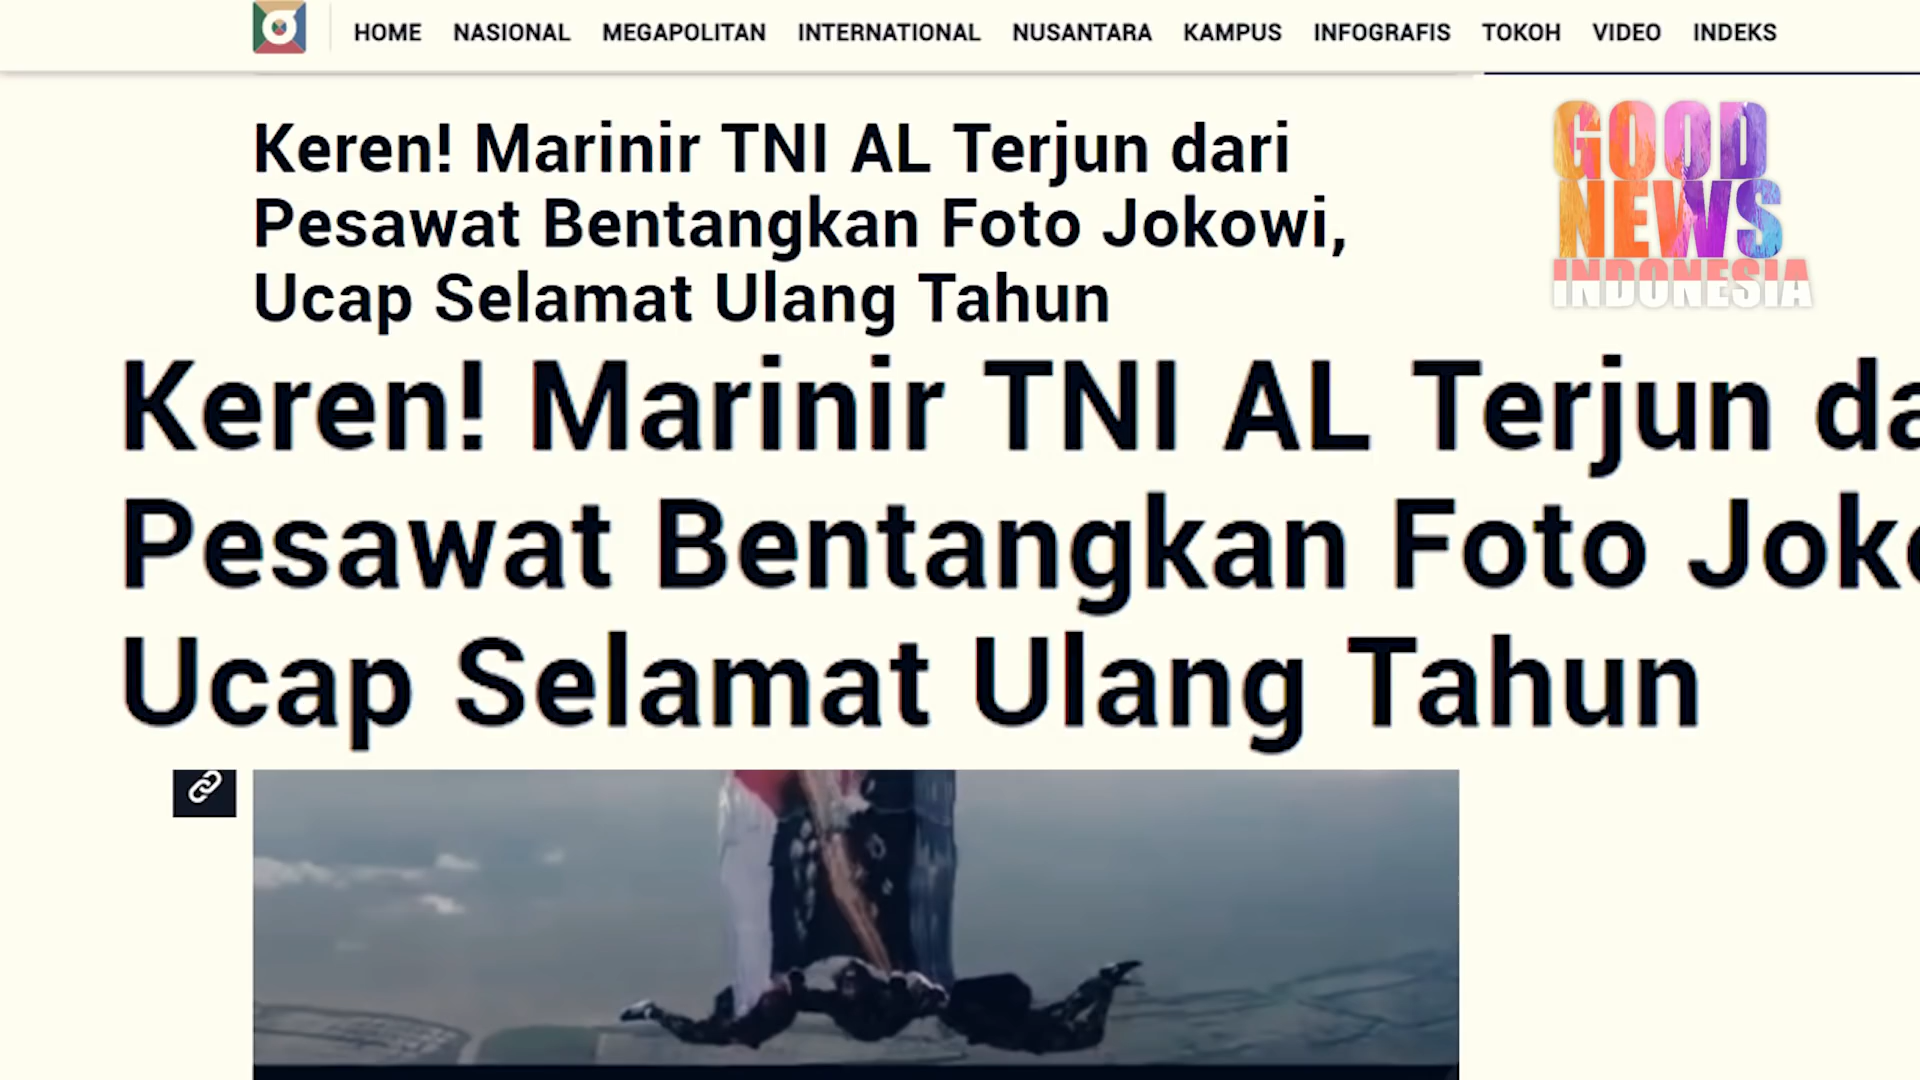 HOME NASIONAL MEGAPOLITAN INTERNATIONAL NUSANTARA KAMPUS INFOGRAFIS TOKOH VIDEO INDEKS
Keren! Marinir TNI AL Terjun dari
Pesawat Bentangkan Foto Jokowi,
Ucap Selamat Ulang Tahun
GOOD
NEWS
INDONESIA
Keren! Marinir TNI AL Terjun da
Pesawat Bentangkan Foto Joko
Ucap Selamat Ulang Tahun